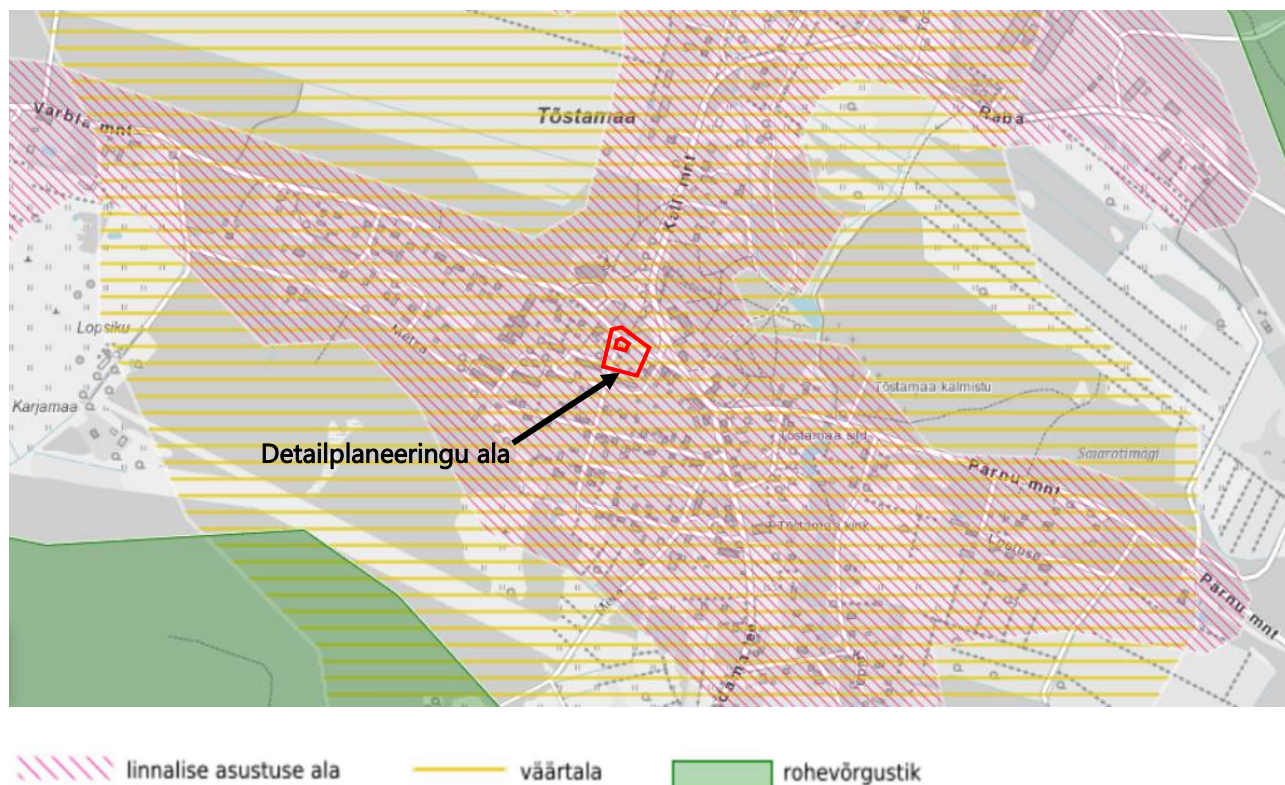 Varbla mnt
Tõstamaa
Raba
Kalli mnt
Lopsiku
Metsa
Karjamaa
Tõstamaa kalmistu
Detailplaneeringu ala
Tõstamaa sild
Pärnu mnt
Tõstamaa kirik
Pärnu mnt
linnalise asustuse ala
väärtala
rohevõrgustik